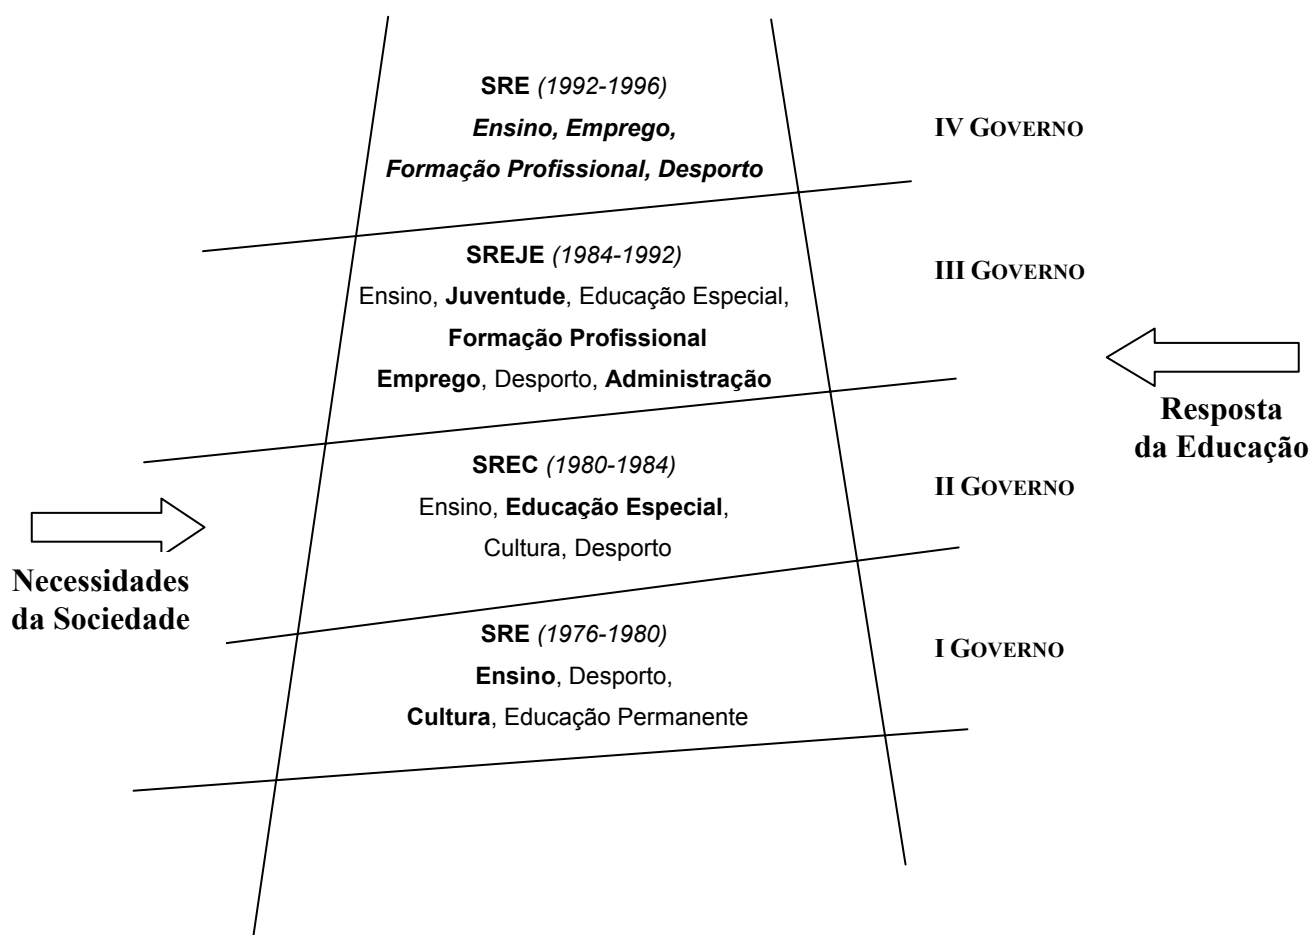 SRE (1992-1996)
Ensino, Emprego,
Formação Profissional, Desporto
IV GOVERNO
SREJE (1984-1992)
Ensino, Juventude, Educação Especial,
Formação Profissional
Emprego, Desporto, Administração
III GOVERNO
Resposta
da Educação
SREC (1980-1984)
Ensino, Educação Especial,
Cultura, Desporto
II GOVERNO
Necessidades
da Sociedade
SRE (1976-1980)
Ensino, Desporto,
Cultura, Educação Permanente
I GOVERNO